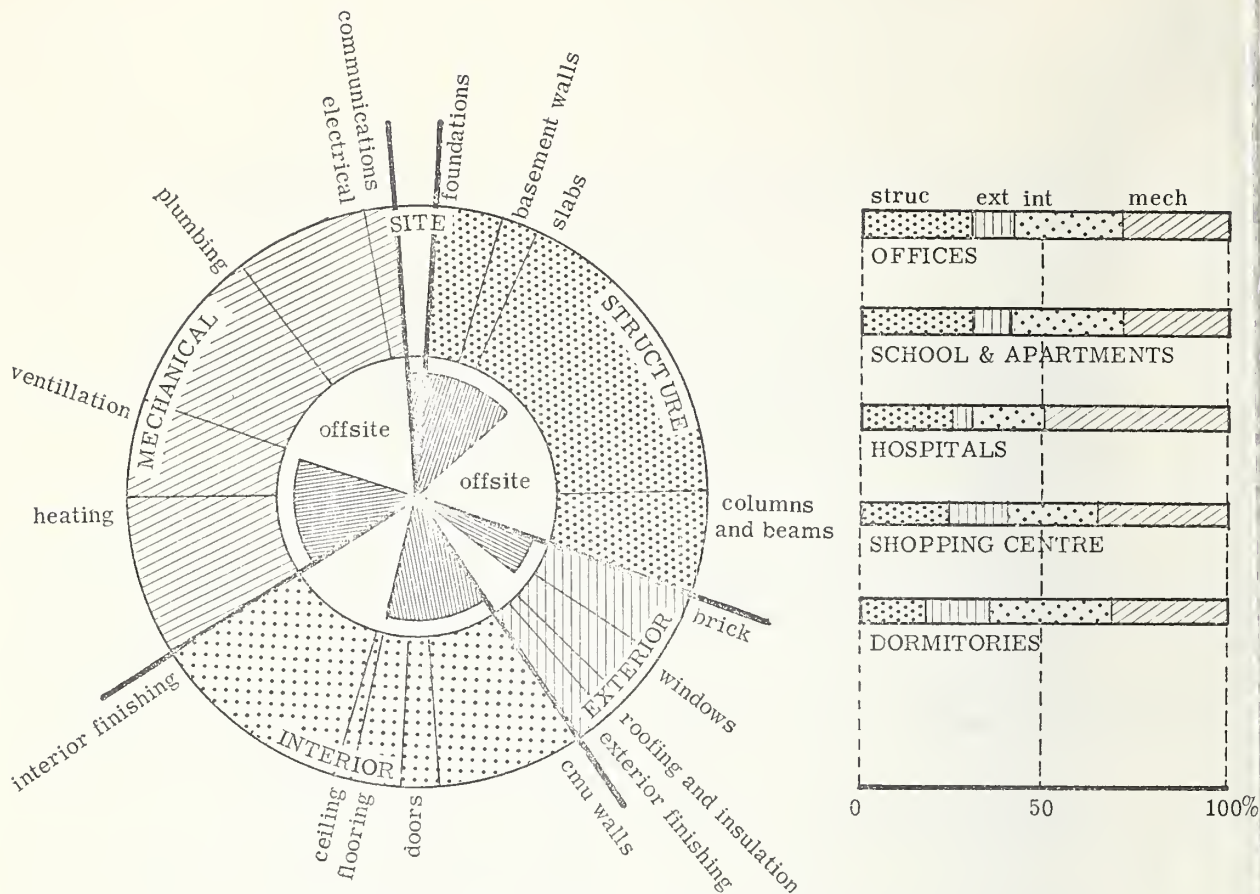 communications
electrical
foundations
basement walls
slabs
plumbing
SITE
STRUCTURE
MECHANICAL
ventillation
offsite
offsite
heating
columns
and beams
brick
EXTERIOR
windows
roofing and insulation
exterior finishing
cmu walls
interior finishing
INTERIOR
ceiling
flooring
doors
struc ext int mech
OFFICES
SCHOOL & APARTMENTS
HOSPITALS
SHOPPING CENTRE
DORMITORIES
0 50 100%